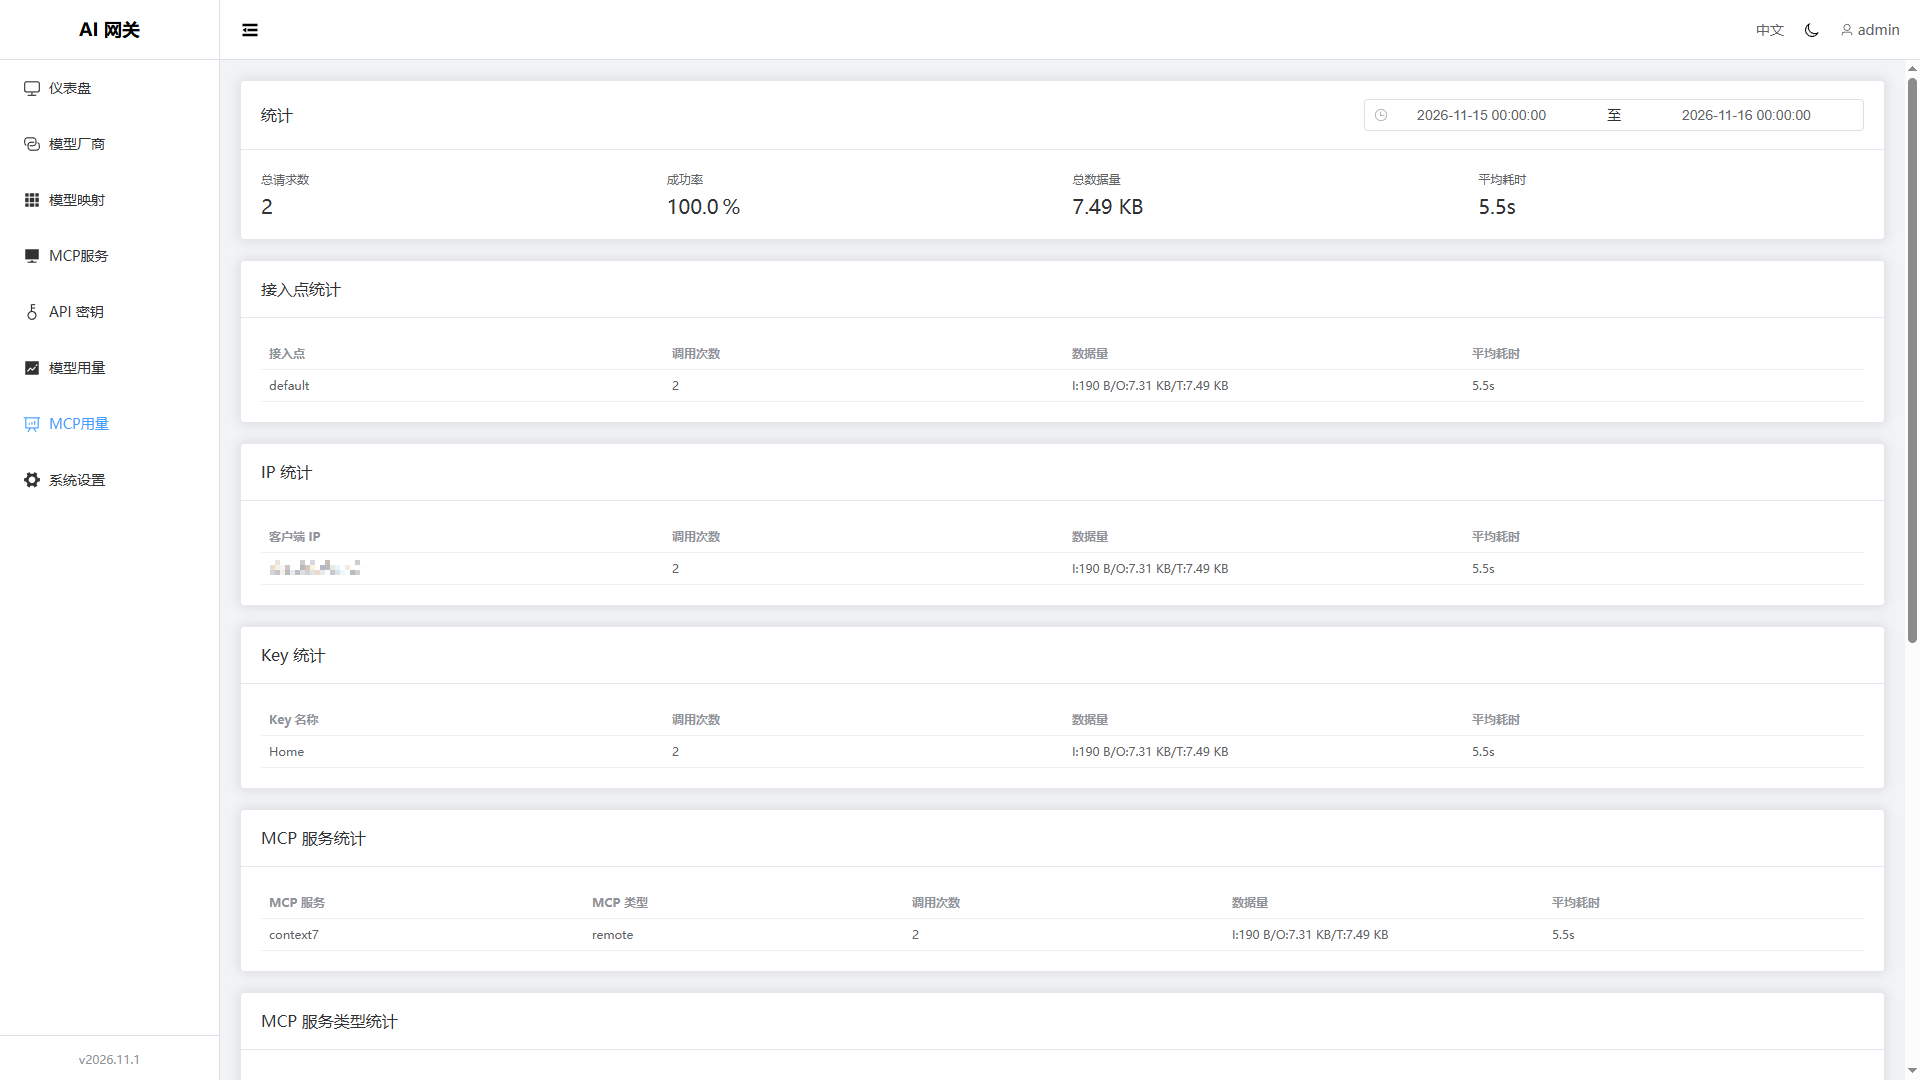 AI 网关
中文
admin
仪表盘
模型厂商
模型映射
MCP服务
API 密钥
模型用量
MCP用量
系统设置
v2026.11.1
统计
2026-11-15 00:00:00 至 2026-11-16 00:00:00
总请求数 成功率 总数据量 平均耗时
2 100.0 % 7.49 KB 5.5s
接入点统计
接入点 调用次数 数据量 平均耗时
default 2 I:190 B/O:7.31 KB/T:7.49 KB 5.5s
IP 统计
客户端 IP 调用次数 数据量 平均耗时
2 I:190 B/O:7.31 KB/T:7.49 KB 5.5s
Key 统计
Key 名称 调用次数 数据量 平均耗时
Home 2 I:190 B/O:7.31 KB/T:7.49 KB 5.5s
MCP 服务统计
MCP 服务 MCP 类型 调用次数 数据量 平均耗时
context7 remote 2 I:190 B/O:7.31 KB/T:7.49 KB 5.5s
MCP 服务类型统计